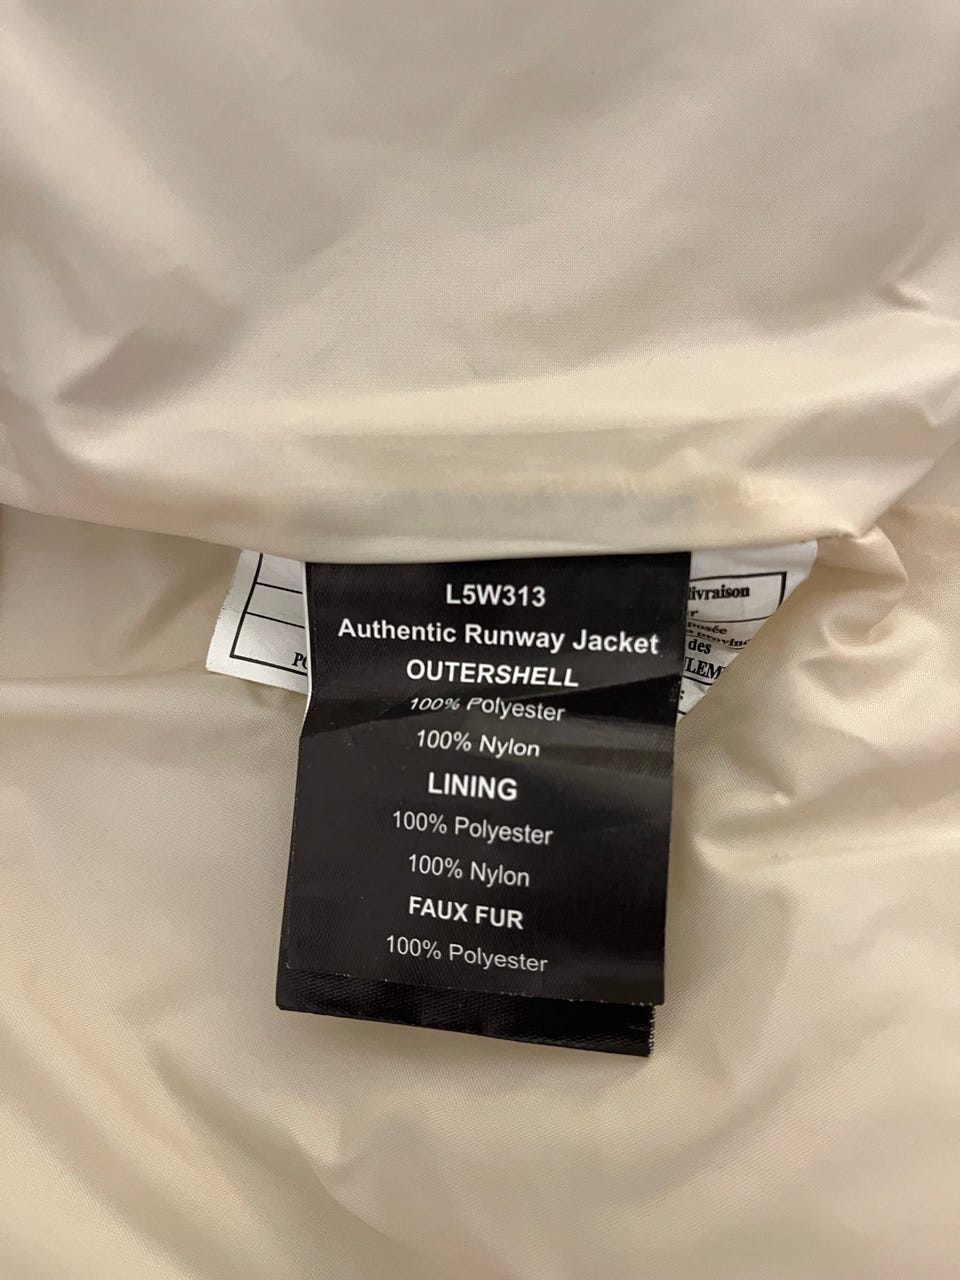 L5W313
Authentic Runway Jacket
OUTERSHELL
100% Polyester
100% Nylon
LINING
100% Polyester
100% Nylon
FAUX FUR
100% Polyester
livraison
posée
des